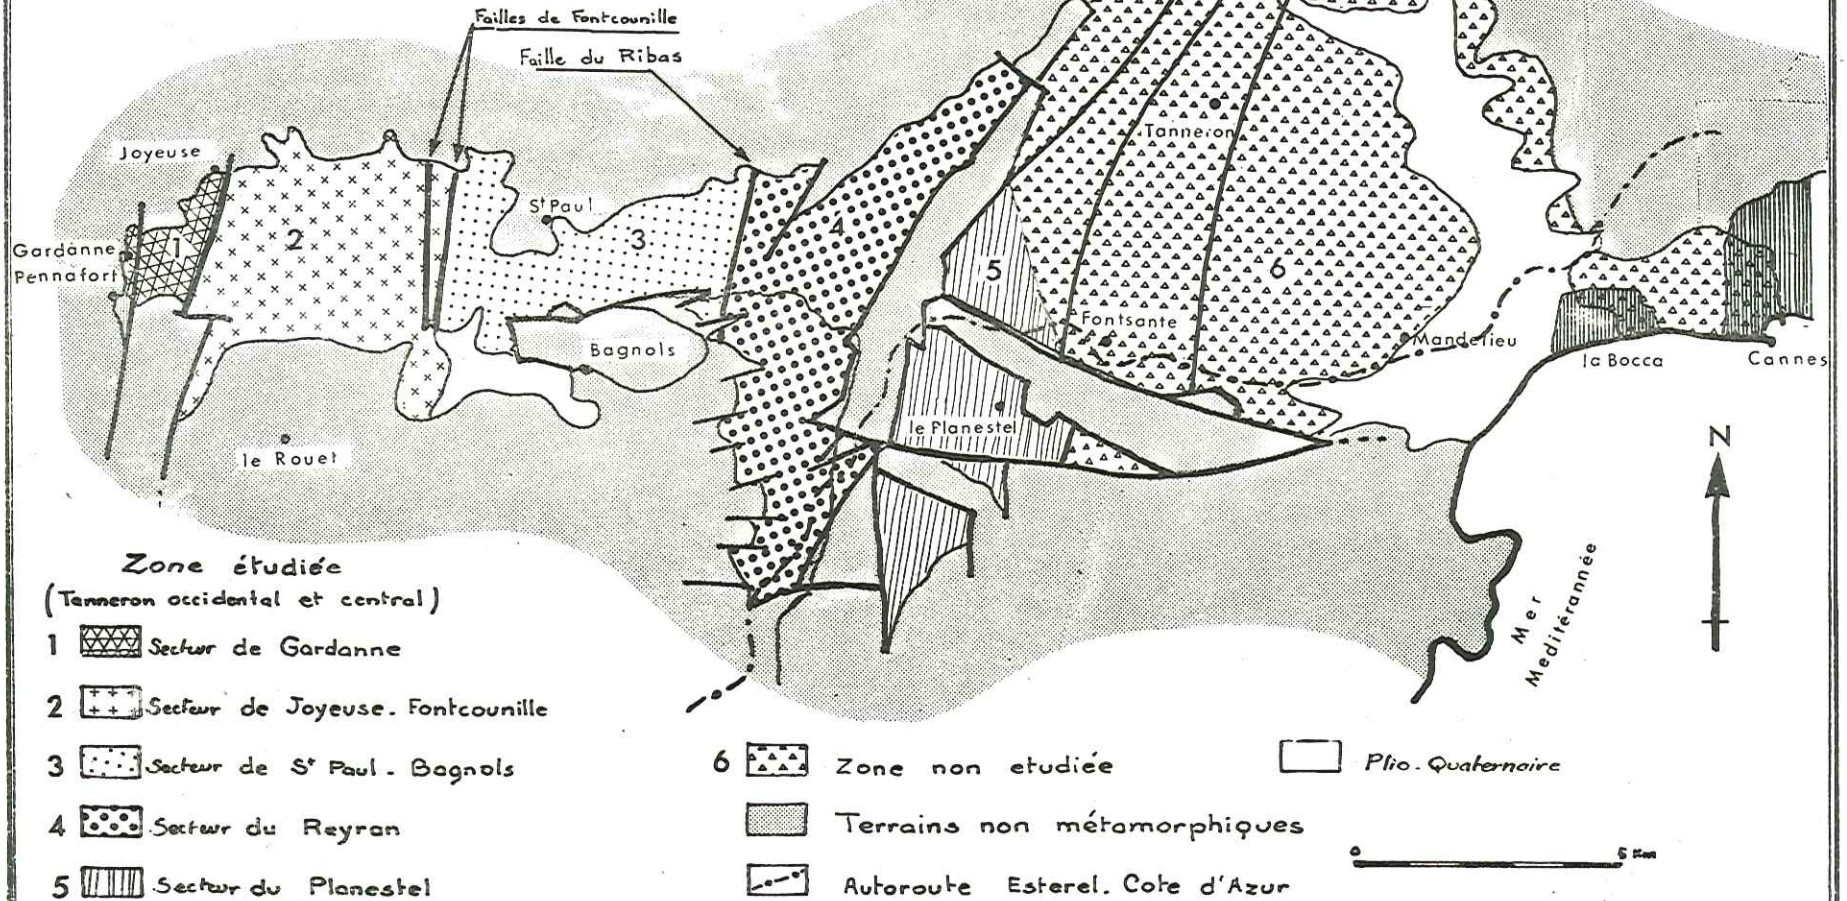 Failles de Fontcounille
Faille du Ribas
Joyeuse
Tanneron
St Paul
Gardanne
Pennafort
1
2
3
4
5
6
Fontsante
Mandelieu
Bagnols
la Bocca
Cannes
le Planestel
le Rouet
N
Mer
Meditérannée
Zone étudiée
(Tanneron occidental et central)
1 Secteur de Gardanne
2 Secteur de Joyeuse. Fontcounille
3 Secteur de St Paul - Bagnols
4 Secteur du Reyran
5 Secteur du Planestel
6 Zone non etudiée
Terrains non métamorphiques
Autoroute Esterel. Cote d'Azur
Plio-Quaternaire
0 5 Km